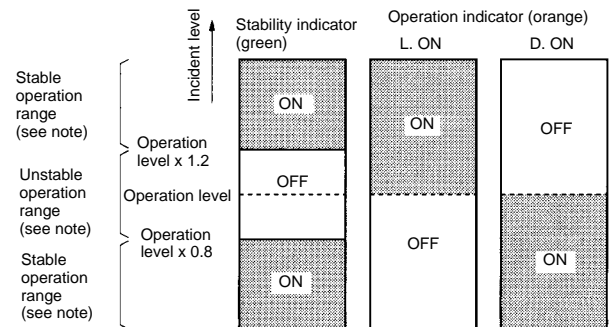 Stability indicator
(green)
Operation indicator (orange)
L. ON
D. ON
Incident level
Stable
operation
range
(see note)
ON
ON
OFF
Operation
level x 1.2
Unstable
operation
range
(see note)
OFF
Operation level
Operation
level x 0.8
OFF
Stable
operation
range
(see note)
ON
ON